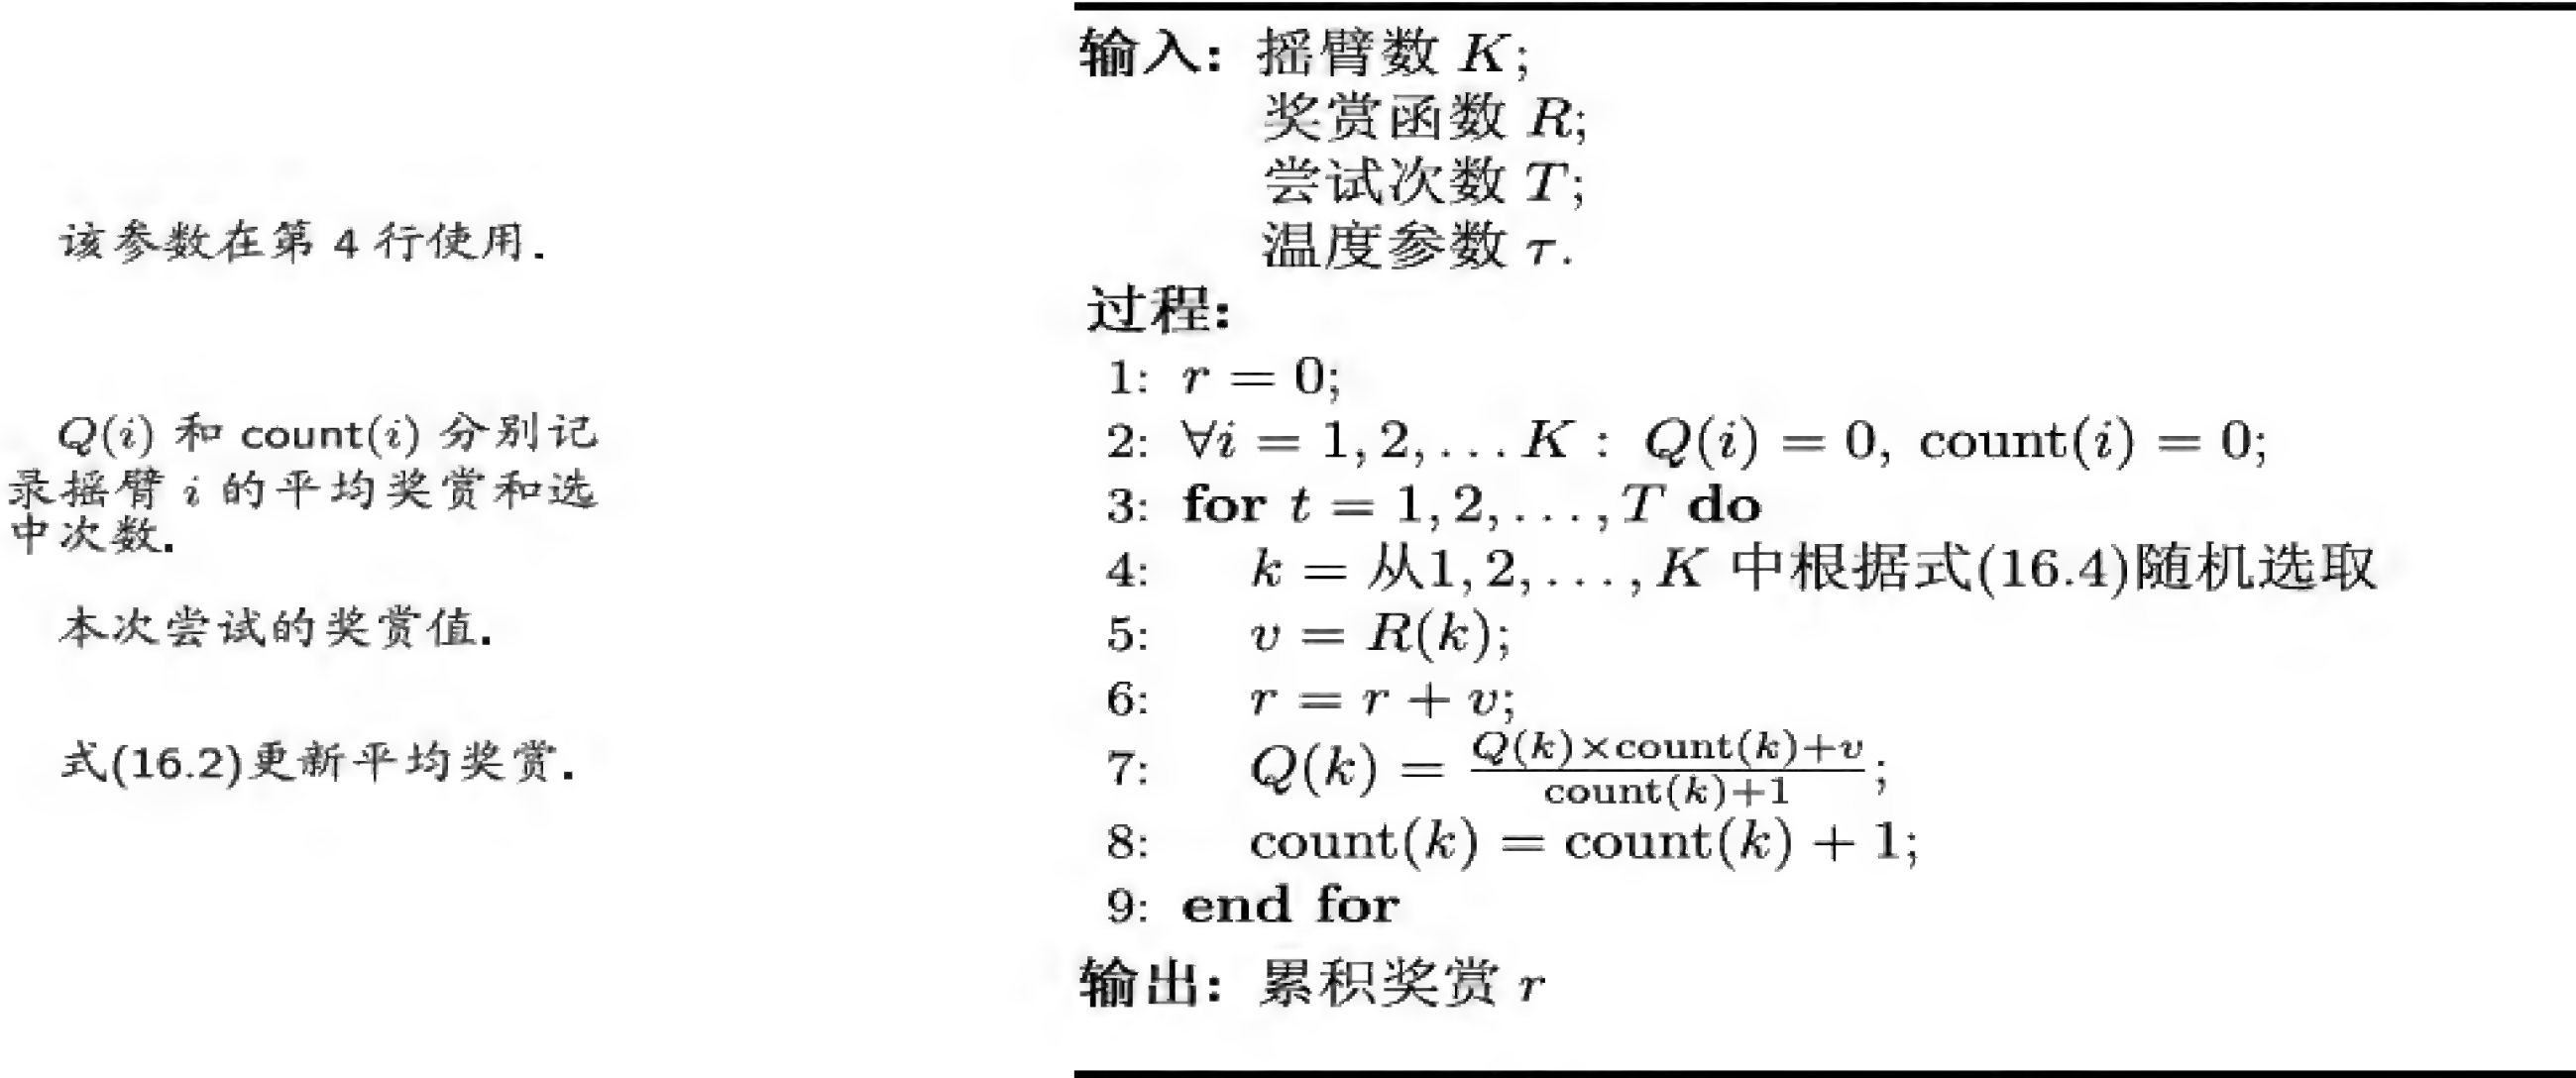 该参数在第 4 行使用.
Q(i) 和 count(i) 分别记
录摇臂 i 的平均奖赏和选
中次数.
本次尝试的奖赏值.
式(16.2)更新平均奖赏.
输入: 摇臂数 K;
奖赏函数 R;
尝试次数 T;
温度参数 τ.
过程:
1: r = 0;
2: ∀i = 1, 2, . . . K : Q(i) = 0, count(i) = 0;
3: for t = 1, 2, . . . , T do
4: k = 从1, 2, . . . , K 中根据式(16.4)随机选取
5: v = R(k);
6: r = r + v;
7: Q(k) = \frac{Q(k)×count(k)+v}{count(k)+1};
8: count(k) = count(k) + 1;
9: end for
输出: 累积奖赏 r